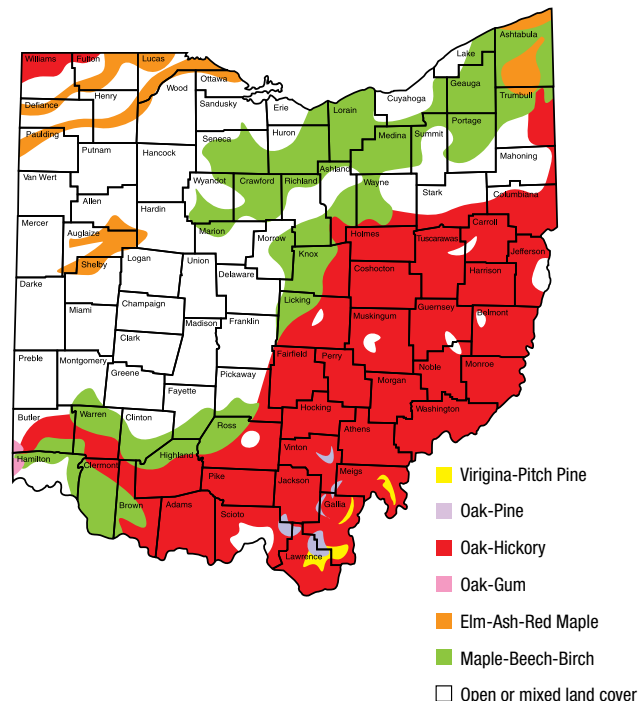 Ashtabula
Lake
Williams
Fulton
Lucas
Ottawa
Geauga
Wood
Cuyahoga
Trumbull
Henry
Sandusky
Erie
Lorain
Defiance
Portage
Medina
Summit
Huron
Paulding
Seneca
Putnam
Hancock
Mahoning
Ashland
Van Wert
Wyandot
Crawford
Richland
Wayne
Stark
Columbiana
Allen
Hardin
Mercer
Carroll
Auglaize
Marion
Morrow
Holmes
Tuscarawas
Jefferson
Knox
Logan
Union
Shelby
Coshocton
Harrison
Delaware
Darke
Licking
Champaign
Guernsey
Miami
Belmont
Muskingum
Franklin
Madison
Clark
Preble
Montgomery
Fairfield
Perry
Noble
Monroe
Greene
Pickaway
Morgan
Fayette
Hocking
Washington
Butler
Warren
Clinton
Ross
Athens
Vinton
Highland
Hamilton
Clermont
Meigs
Pike
Jackson
Brown
Adams
Gallia
Scioto
Lawrence
Virigina-Pitch Pine
Oak-Pine
Oak-Hickory
Oak-Gum
Elm-Ash-Red Maple
Maple-Beech-Birch
Open or mixed land cover